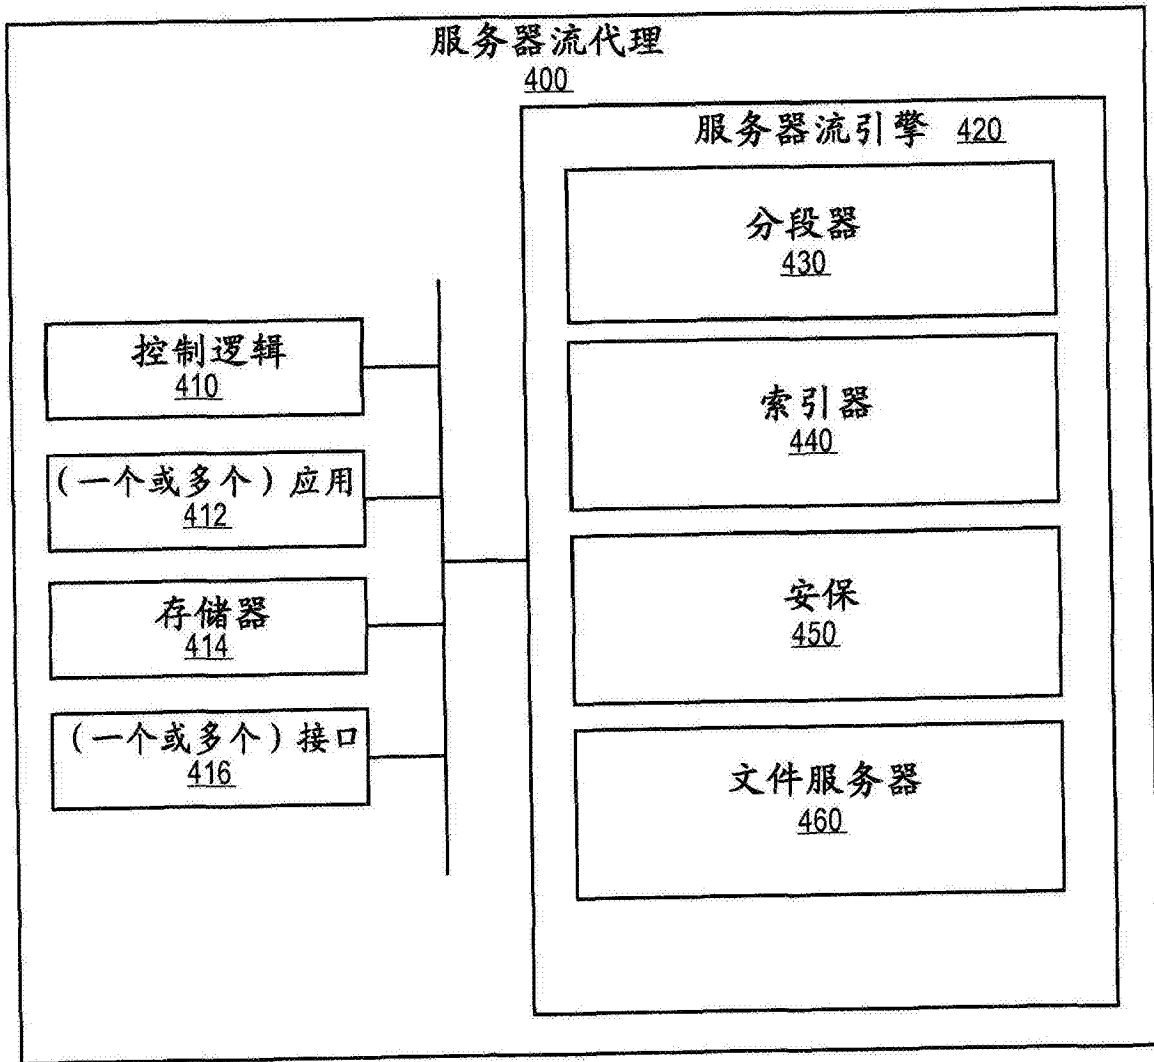 服务器流代理
400
服务器流引擎 420
分段器
430
索引器
440
安保
450
文件服务器
460
控制逻辑
410
（一个或多个）应用
412
存储器
414
（一个或多个）接口
416